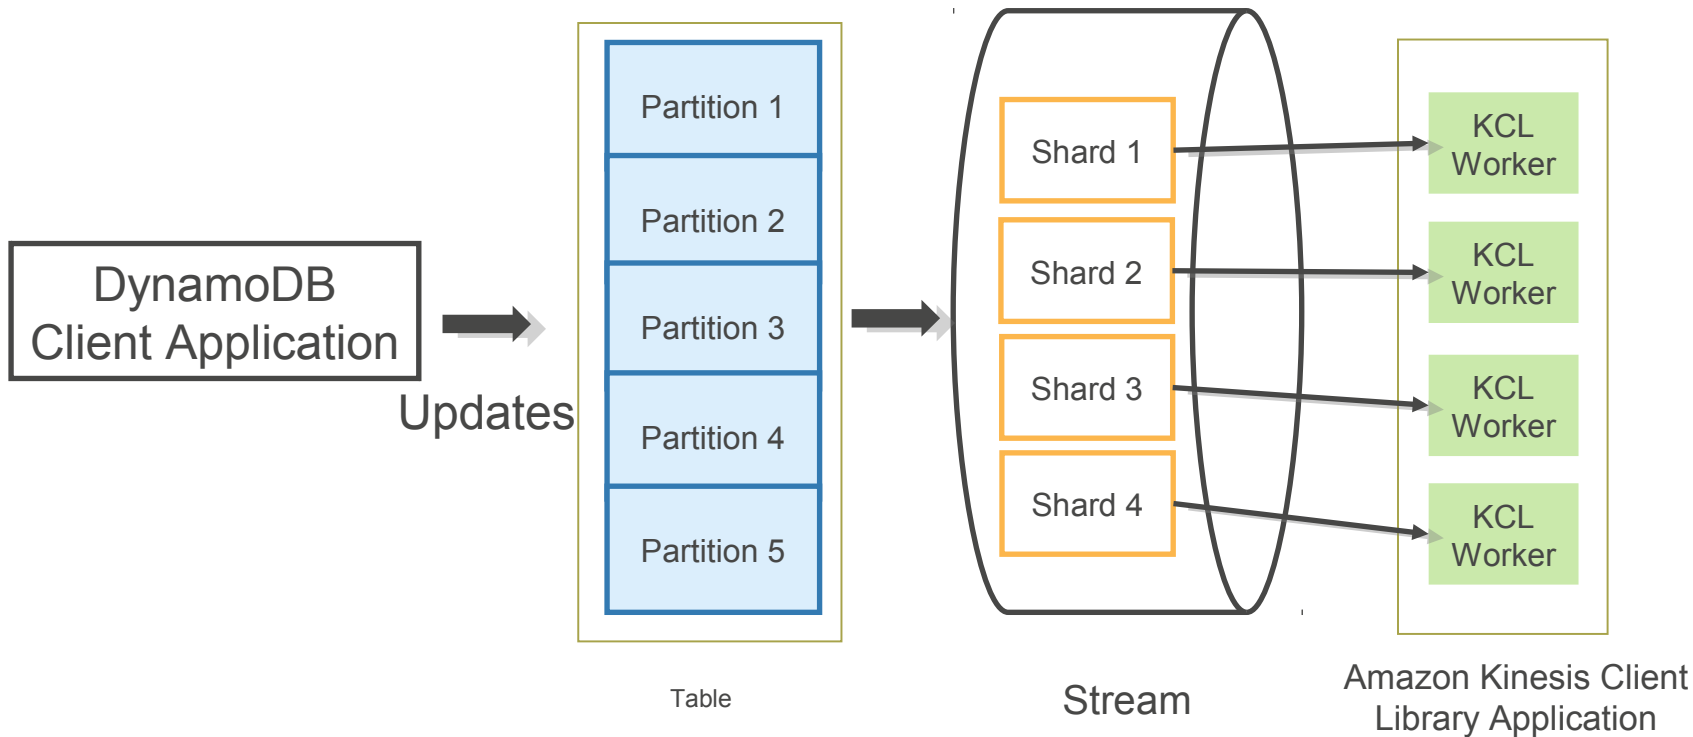 DynamoDB
Client Application
Updates
Partition 1
Partition 2
Partition 3
Partition 4
Partition 5
Table
Shard 1
Shard 2
Shard 3
Shard 4
Stream
KCL
Worker
KCL
Worker
KCL
Worker
KCL
Worker
Amazon Kinesis Client
Library Application